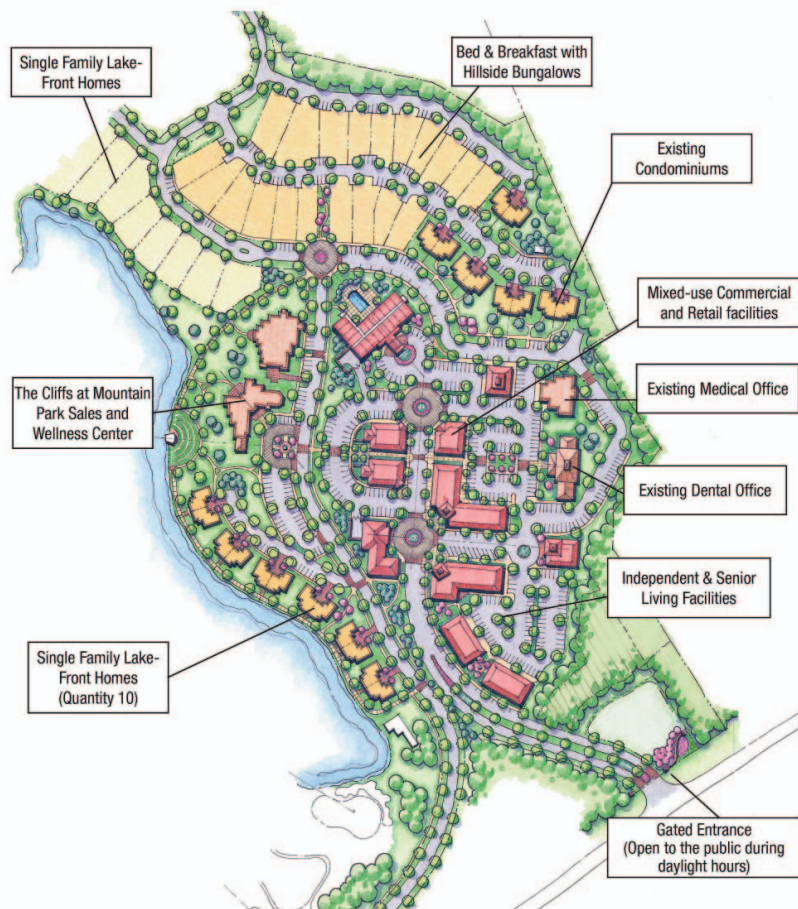 Single Family Lake-
Front Homes
Bed & Breakfast with
Hillside Bungalows
Existing
Condominiums
Mixed-use Commercial
and Retail facilities
The Cliffs at Mountain
Park Sales and
Wellness Center
Existing Medical Office
Existing Dental Office
Independent & Senior
Living Facilities
Single Family Lake-
Front Homes
(Quantity 10)
Gated Entrance
(Open to the public during
daylight hours)